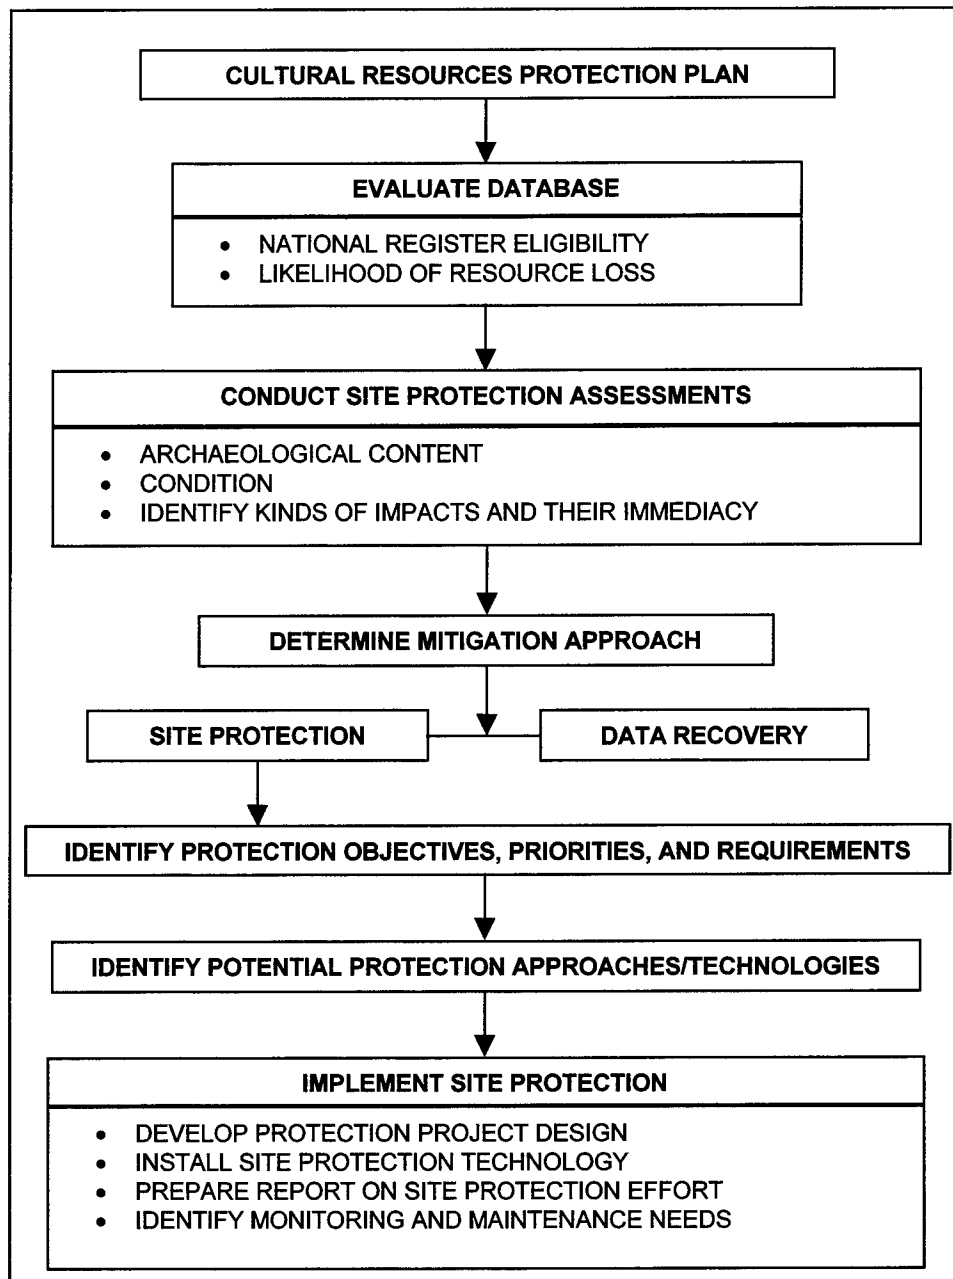 CULTURAL RESOURCES PROTECTION PLAN
EVALUATE DATABASE
• NATIONAL REGISTER ELIGIBILITY
• LIKELIHOOD OF RESOURCE LOSS
CONDUCT SITE PROTECTION ASSESSMENTS
• ARCHAEOLOGICAL CONTENT
• CONDITION
• IDENTIFY KINDS OF IMPACTS AND THEIR IMMEDIACY
DETERMINE MITIGATION APPROACH
SITE PROTECTION
DATA RECOVERY
IDENTIFY PROTECTION OBJECTIVES, PRIORITIES, AND REQUIREMENTS
IDENTIFY POTENTIAL PROTECTION APPROACHES/TECHNOLOGIES
IMPLEMENT SITE PROTECTION
• DEVELOP PROTECTION PROJECT DESIGN
• INSTALL SITE PROTECTION TECHNOLOGY
• PREPARE REPORT ON SITE PROTECTION EFFORT
• IDENTIFY MONITORING AND MAINTENANCE NEEDS